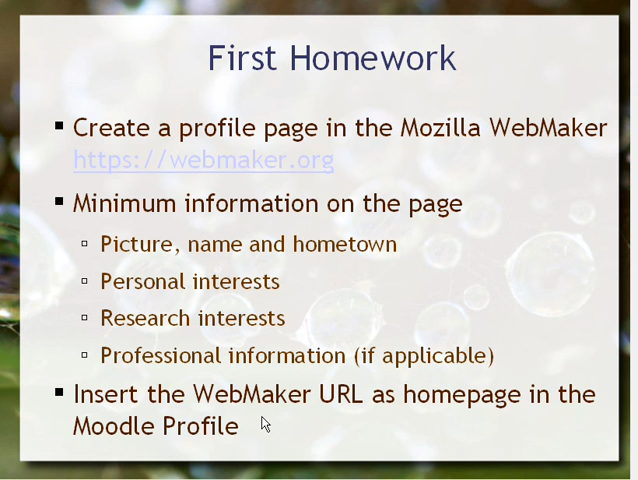 First Homework
Create a profile page in the Mozilla WebMaker
https://webmaker.org
Minimum information on the page
Picture, name and hometown
Personal interests
Research interests
Professional information (if applicable)
Insert the WebMaker URL as homepage in the
Moodle Profile